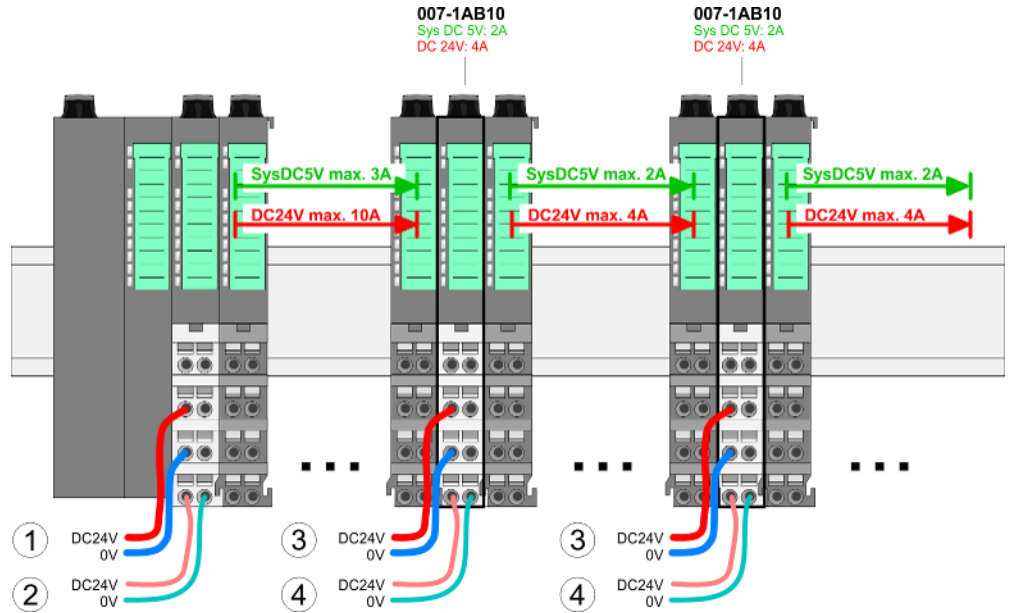 007-1AB10
Sys DC 5V: 2A
DC 24V: 4A
007-1AB10
Sys DC 5V: 2A
DC 24V: 4A
SysDC5V max. 3A
SysDC5V max. 2A
SysDC5V max. 2A
DC24V max. 10A
DC24V max. 4A
DC24V max. 4A
1
DC24V
0V
3
DC24V
0V
3
DC24V
0V
2
DC24V
0V
4
DC24V
0V
4
DC24V
0V